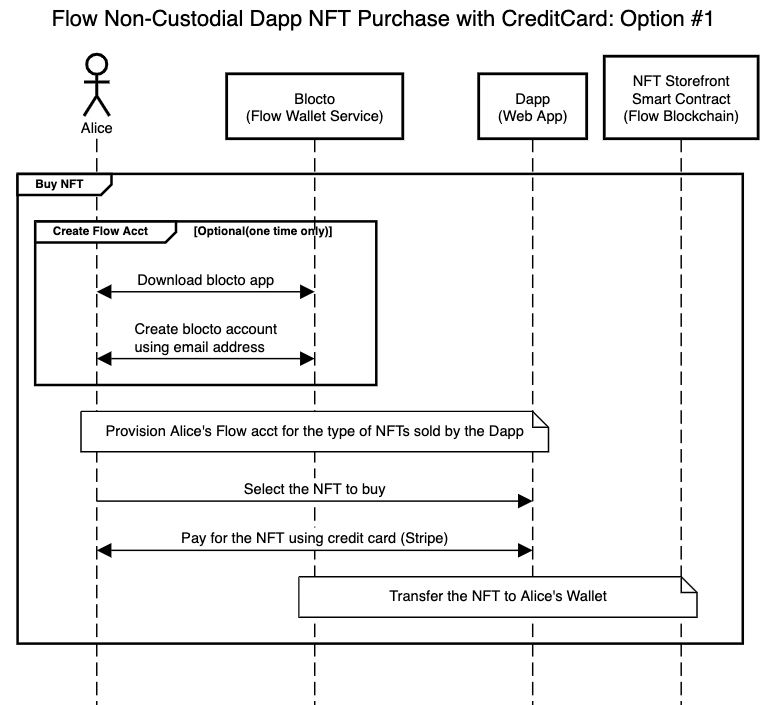 Flow Non-Custodial Dapp NFT Purchase with CreditCard: Option #1
Alice
Blocto
(Flow Wallet Service)
Dapp
(Web App)
NFT Storefront
Smart Contract
(Flow Blockchain)
Buy NFT
Create Flow Acct
[Optional(one time only)]
Download blocto app
Create blocto account
using email address
Provision Alice's Flow acct for the type of NFTs sold by the Dapp
Select the NFT to buy
Pay for the NFT using credit card (Stripe)
Transfer the NFT to Alice's Wallet